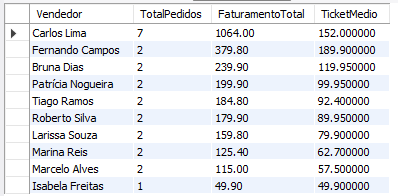 Vendedor TotalPedidos FaturamentoTotal TicketMedio
Carlos Lima 7 1064.00 152.000000
Fernando Campos 2 379.80 189.900000
Bruna Dias 2 239.90 119.950000
Patrícia Nogueira 2 199.90 99.950000
Tiago Ramos 2 184.80 92.400000
Roberto Silva 2 179.90 89.950000
Larissa Souza 2 159.80 79.900000
Marina Reis 2 125.40 62.700000
Marcelo Alves 2 115.00 57.500000
Isabela Freitas 1 49.90 49.900000